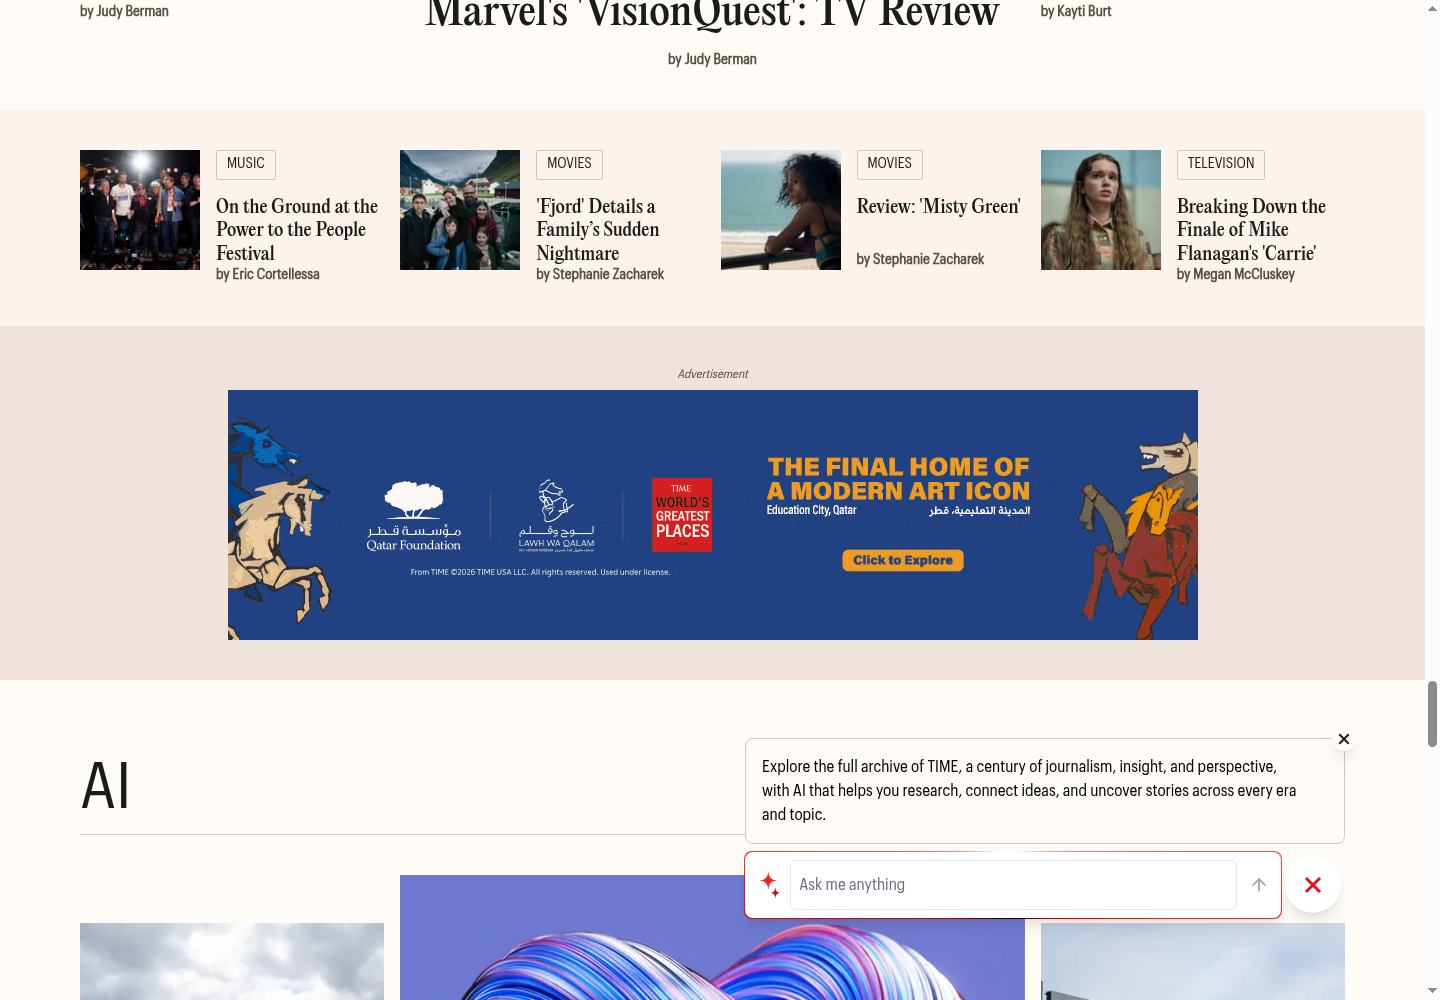 by Judy Berman
Marvel's 'VisionQuest': TV Review
by Judy Berman
by Kayti Burt
MUSIC
On the Ground at the
Power to the People
Festival
by Eric Cortellessa
MOVIES
'Fjord' Details a
Family's Sudden
Nightmare
by Stephanie Zacharek
MOVIES
Review: 'Misty Green'
by Stephanie Zacharek
TELEVISION
Breaking Down the
Finale of Mike
Flanagan's 'Carrie'
by Megan McCluskey
Advertisement
مؤسسة قطر
Qatar Foundation
لـوح وقـلـم
LAWH WA QALAM
TIME
WORLD'S
GREATEST
PLACES
From TIME ©2026 TIME USA LLC. All rights reserved. Used under license.
THE FINAL HOME OF
A MODERN ART ICON
Education City, Qatar
المدينة التعليمية، قطر
Click to Explore
AI
Explore the full archive of TIME, a century of journalism, insight, and perspective,
with AI that helps you research, connect ideas, and uncover stories across every era
and topic.
Ask me anything